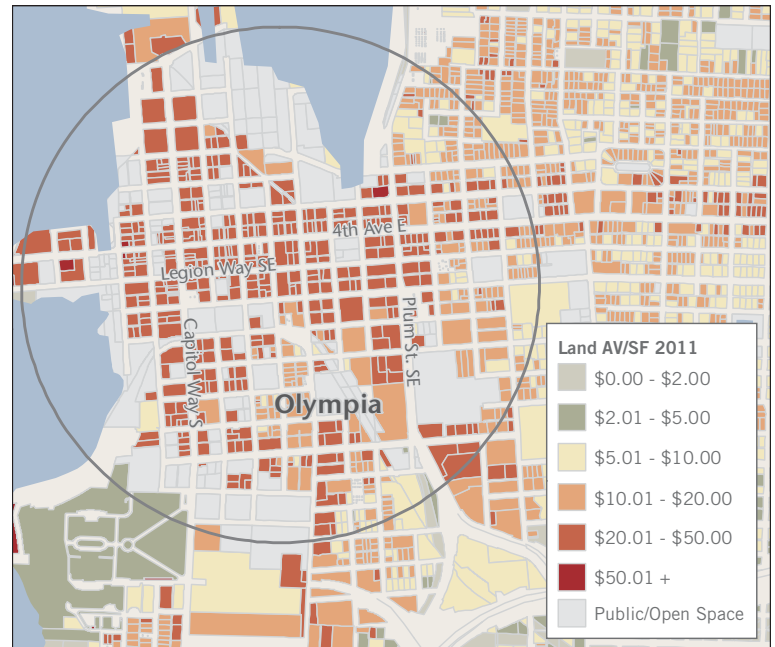 4th Ave E
Legion Way SE
Capitol Way S
Plum St. SE
Olympia
Land AV/SF 2011
$0.00 - $2.00
$2.01 - $5.00
$5.01 - $10.00
$10.01 - $20.00
$20.01 - $50.00
$50.01 +
Public/Open Space